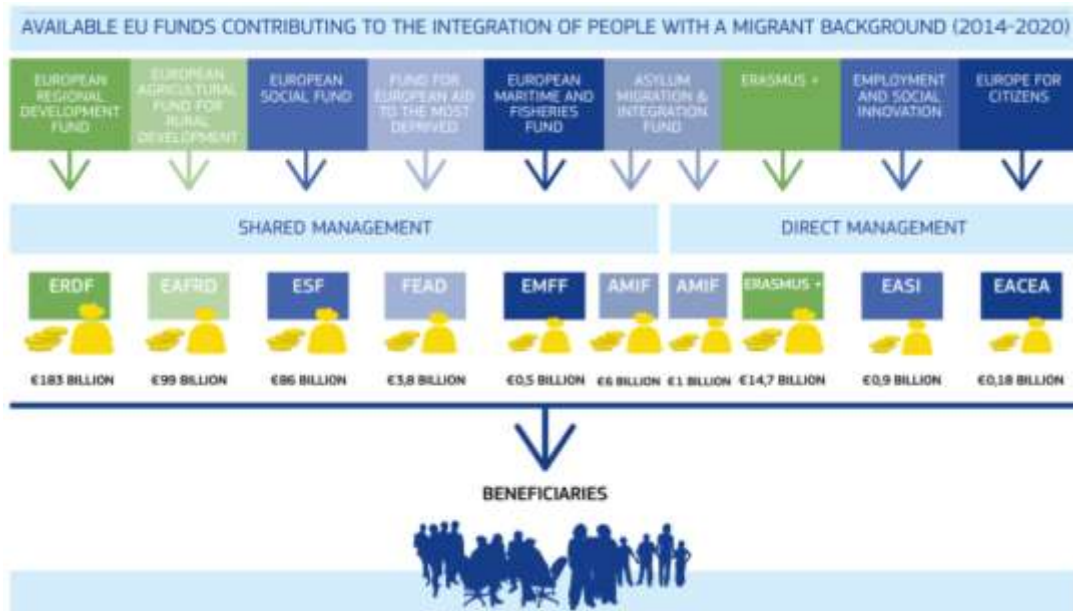 AVAILABLE EU FUNDS CONTRIBUTING TO THE INTEGRATION OF PEOPLE WITH A MIGRANT BACKGROUND (2014-2020)
EUROPEAN
REGIONAL
DEVELOPMENT
FUND
EUROPEAN
AGRICULTURAL
FUND FOR
RURAL
DEVELOPMENT
EUROPEAN
SOCIAL FUND
FUND FOR
EUROPEAN AID
TO THE MOST
DEPRIVED
EUROPEAN
MARITIME AND
FISHERIES
FUND
ASYLUM
MIGRATION &
INTEGRATION
FUND
ERASMUS +
EMPLOYMENT
AND SOCIAL
INNOVATION
EUROPE FOR
CITIZENS
SHARED MANAGEMENT
DIRECT MANAGEMENT
ERDF
EAFRD
ESF
FEAD
EMFF
AMIF
AMIF
ERASMUS +
EASI
EACEA
€183 BILLION
€99 BILLION
€86 BILLION
€3,8 BILLION
€0,5 BILLION
€6 BILLION
€1 BILLION
€14,7 BILLION
€0,9 BILLION
€0,18 BILLION
BENEFICIARIES